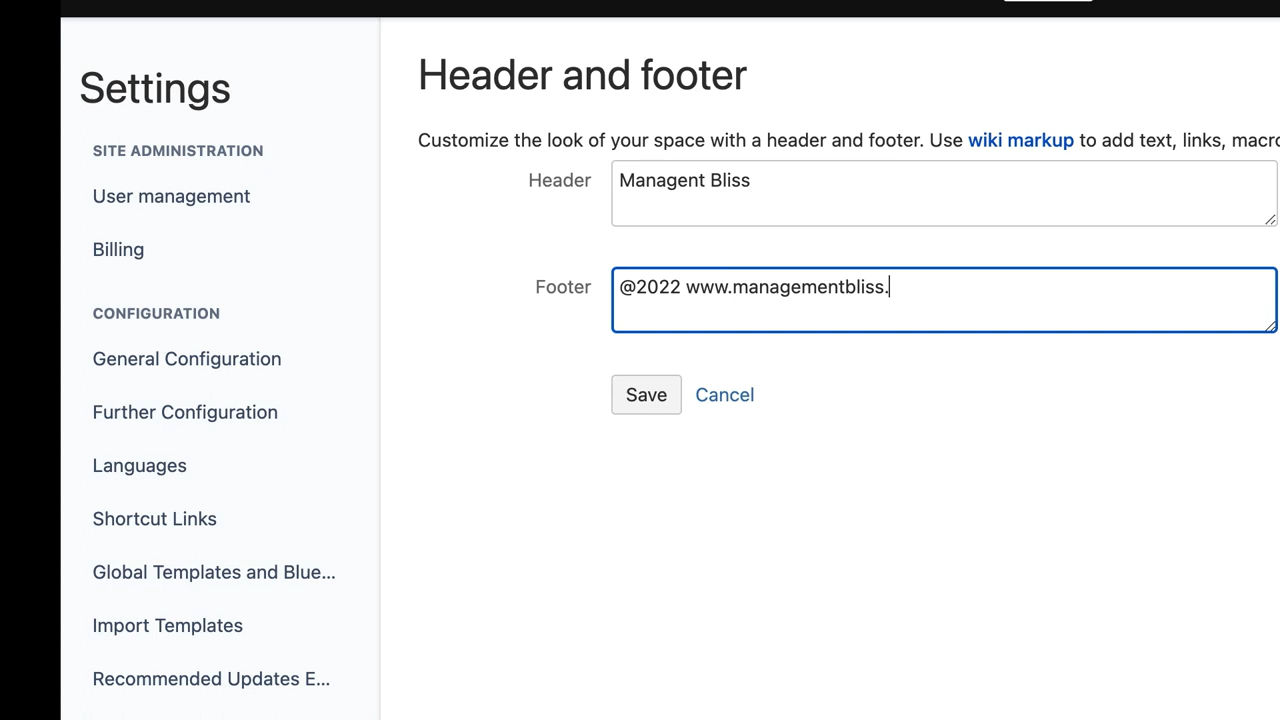 Settings
SITE ADMINISTRATION
User management
Billing
CONFIGURATION
General Configuration
Further Configuration
Languages
Shortcut Links
Global Templates and Blue...
Import Templates
Recommended Updates E...
Header and footer
Customize the look of your space with a header and footer. Use wiki markup to add text, links, macro
Header
Managent Bliss
Footer
@2022 www.managementbliss.
Save Cancel